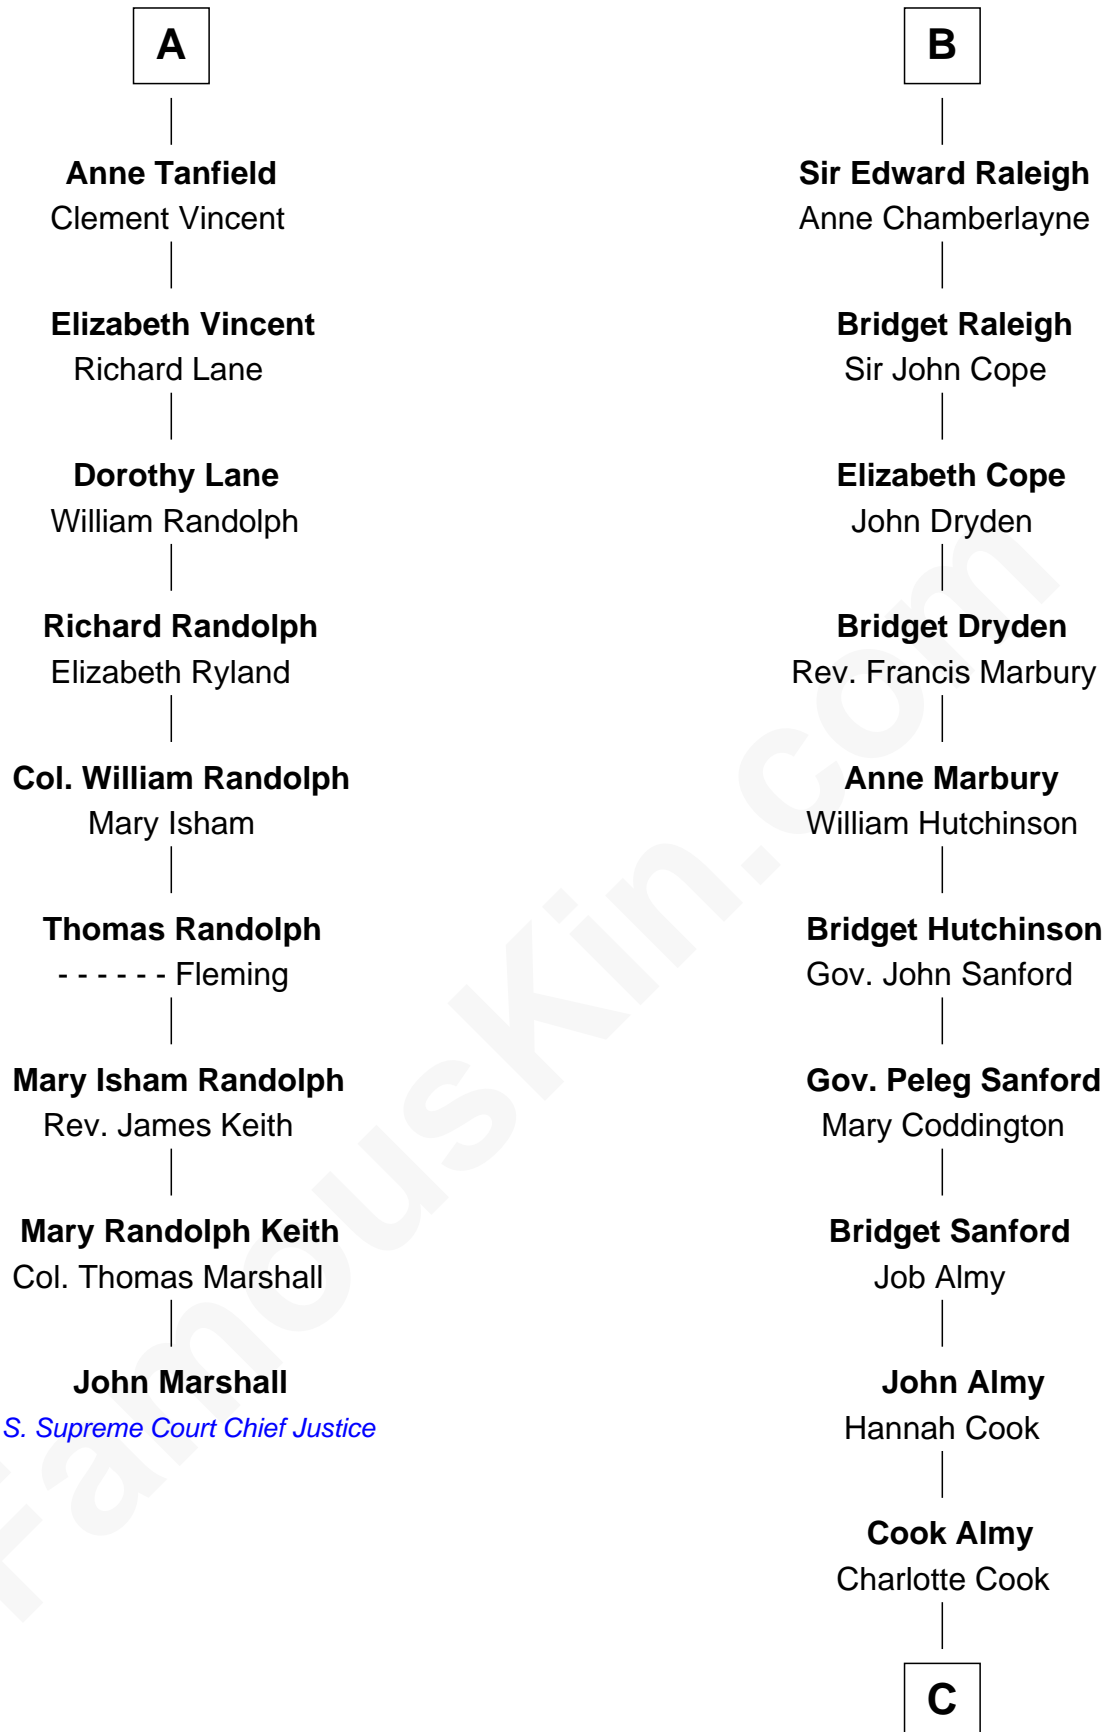 A
Anne Tanfield
Clement Vincent
Elizabeth Vincent
Richard Lane
Dorothy Lane
William Randolph
Richard Randolph
Elizabeth Ryland
Col. William Randolph
Mary Isham
Thomas Randolph
- - - - - - Fleming
Mary Isham Randolph
Rev. James Keith
Mary Randolph Keith
Col. Thomas Marshall
John Marshall
S. Supreme Court Chief Justice
B
Sir Edward Raleigh
Anne Chamberlayne
Bridget Raleigh
Sir John Cope
Elizabeth Cope
John Dryden
Bridget Dryden
Rev. Francis Marbury
Anne Marbury
William Hutchinson
Bridget Hutchinson
Gov. John Sanford
Gov. Peleg Sanford
Mary Coddington
Bridget Sanford
Job Almy
John Almy
Hannah Cook
Cook Almy
Charlotte Cook
C
FamousKin.com